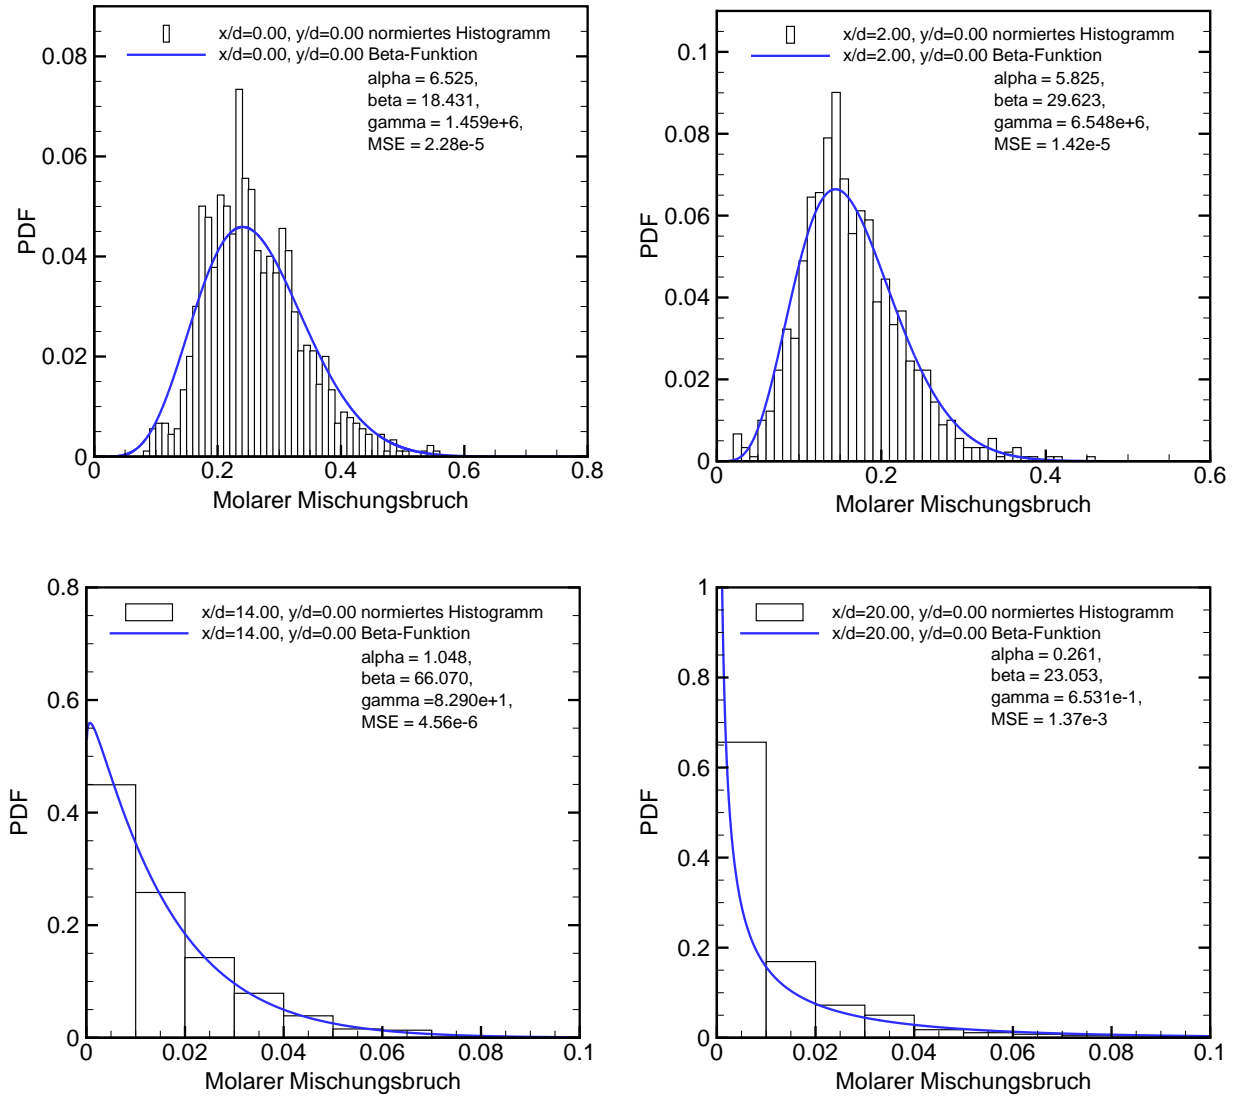 x/d=0.00, y/d=0.00 normiertes Histogramm
x/d=0.00, y/d=0.00 Beta-Funktion
alpha = 6.525,
beta = 18.431,
gamma = 1.459e+6,
MSE = 2.28e-5
0.08
0.06
0.04
0.02
0
PDF
0
0.2
0.4
0.6
0.8
Molarer Mischungsbruch
x/d=2.00, y/d=0.00 normiertes Histogramm
x/d=2.00, y/d=0.00 Beta-Funktion
alpha = 5.825,
beta = 29.623,
gamma = 6.548e+6,
MSE = 1.42e-5
0.1
0.08
0.06
0.04
0.02
0
PDF
0
0.2
0.4
0.6
Molarer Mischungsbruch
x/d=14.00, y/d=0.00 normiertes Histogramm
x/d=14.00, y/d=0.00 Beta-Funktion
alpha = 1.048,
beta = 66.070,
gamma =8.290e+1,
MSE = 4.56e-6
0.8
0.6
0.4
0.2
0
PDF
0
0.02
0.04
0.06
0.08
0.1
Molarer Mischungsbruch
x/d=20.00, y/d=0.00 normiertes Histogramm
x/d=20.00, y/d=0.00 Beta-Funktion
alpha = 0.261,
beta = 23.053,
gamma = 6.531e-1,
MSE = 1.37e-3
1
0.8
0.6
0.4
0.2
0
PDF
0
0.02
0.04
0.06
0.08
0.1
Molarer Mischungsbruch